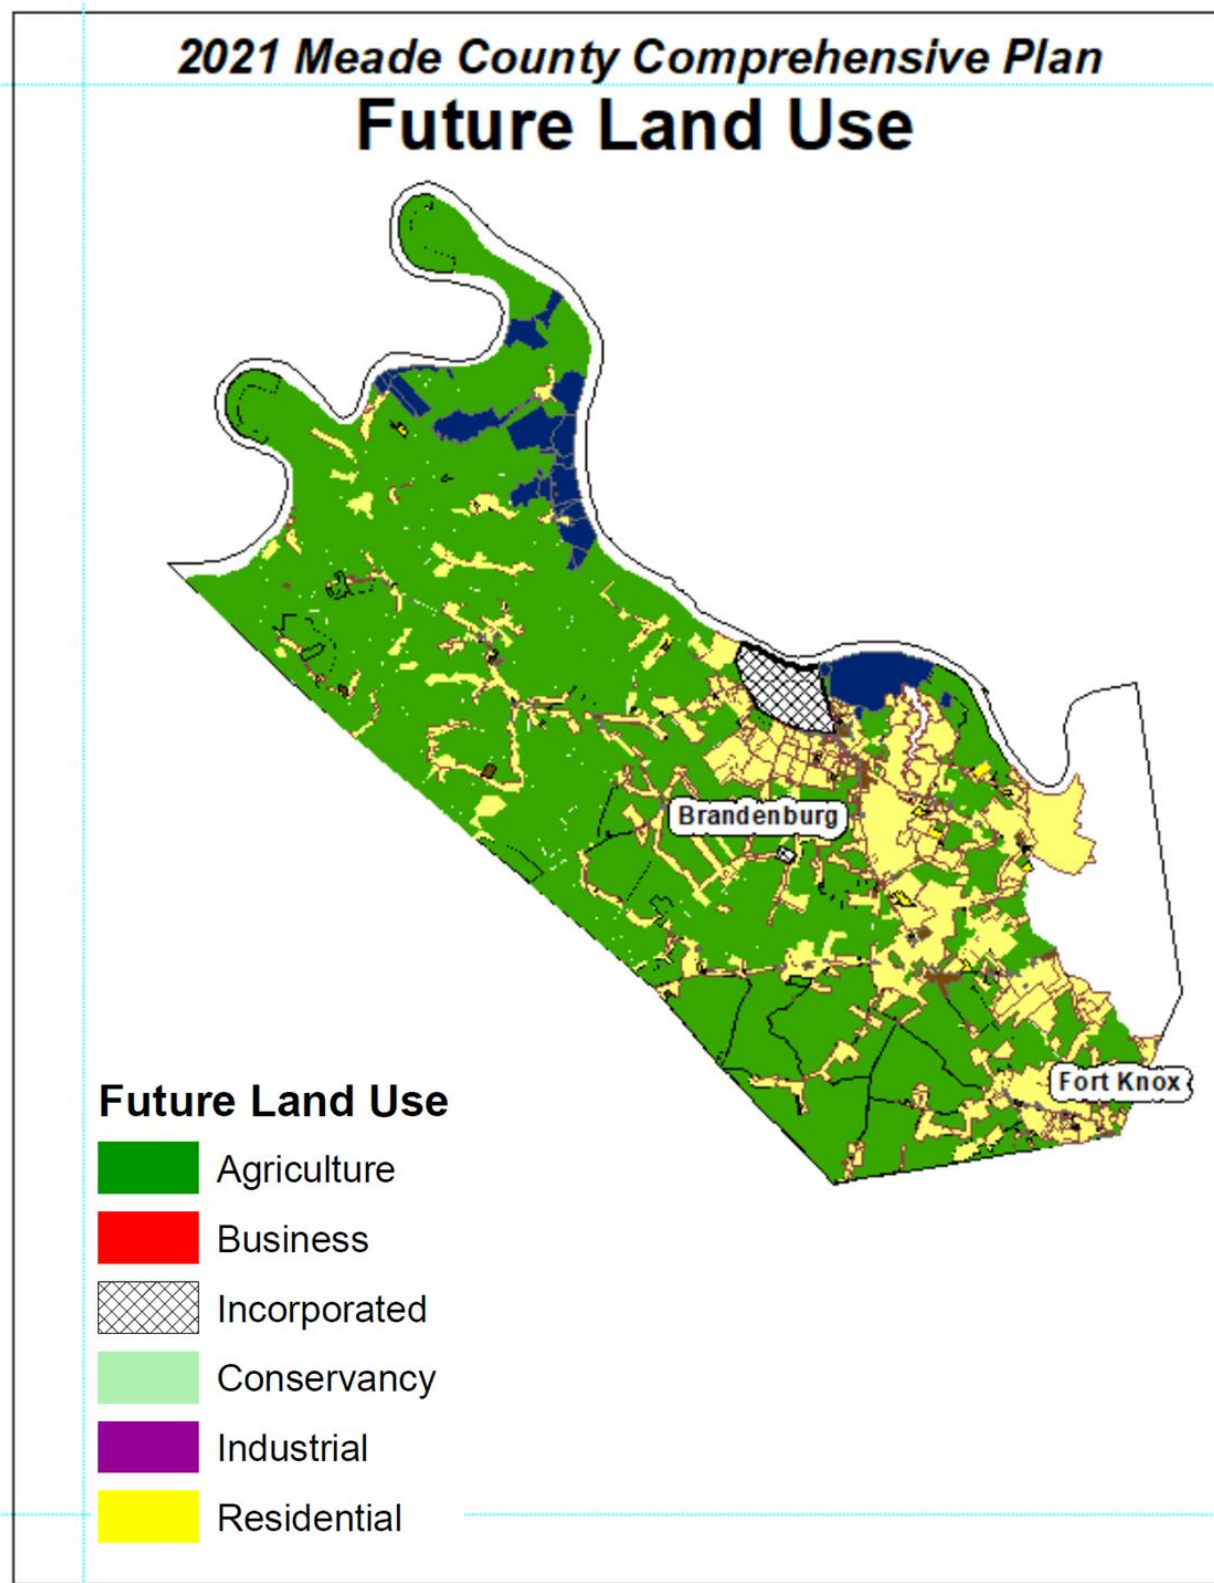 2021 Meade County Comprehensive Plan
Future Land Use
Brandenburg
Fort Knox
Future Land Use
Agriculture
Business
Incorporated
Conservancy
Industrial
Residential